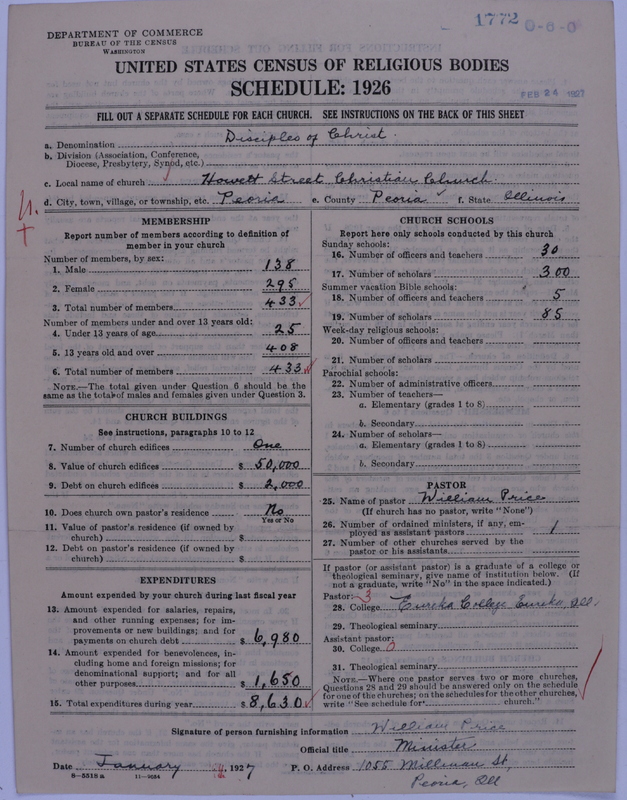 1772 0-6-0
DEPARTMENT OF COMMERCE
BUREAU OF THE CENSUS
WASHINGTON
UNITED STATES CENSUS OF RELIGIOUS BODIES
SCHEDULE: 1926
FEB 24 1927
FILL OUT A SEPARATE SCHEDULE FOR EACH CHURCH. SEE INSTRUCTIONS ON THE BACK OF THIS SHEET
a. Denomination Disciples of Christ.
b. Division (Association, Conference,
Diocese, Presbytery, Synod, etc.)
c. Local name of church Howett Street Christian Church.
d. City, town, village, or township, etc. Peoria e. County Peoria f. State Illinois
MEMBERSHIP
Report number of members according to definition of
member in your church
Number of members, by sex:
1. Male 138
2. Female 295
3. Total number of members 433
Number of members under and over 13 years old:
4. Under 13 years of age 25
5. 13 years old and over 408
6. Total number of members 433
NOTE.—The total given under Question 6 should be the
same as the total of males and females given under Question 3.
CHURCH BUILDINGS
See instructions, paragraphs 10 to 12
7. Number of church edifices One
8. Value of church edifices $ 50,000
9. Debt on church edifices $ 2,000
10. Does church own pastor's residence No
Yes or No
11. Value of pastor's residence (if owned by
church) $
12. Debt on pastor's residence (if owned by
church) $
EXPENDITURES
Amount expended by your church during last fiscal year
13. Amount expended for salaries, repairs,
and other running expenses; for im-
provements or new buildings; and for
payments on church debt $ 6,980
14. Amount expended for benevolences, in-
cluding home and foreign missions; for
denominational support; and for all
other purposes $ 1,650
15. Total expenditures during year $ 8,630
CHURCH SCHOOLS
Report here only schools conducted by this church
Sunday schools:
16. Number of officers and teachers 30
17. Number of scholars 300
Summer vacation Bible schools:
18. Number of officers and teachers 5
19. Number of scholars 85
Week-day religious schools:
20. Number of officers and teachers
21. Number of scholars
Parochial schools:
22. Number of administrative officers
23. Number of teachers—
a. Elementary (grades 1 to 8)
b. Secondary
24. Number of scholars—
a. Elementary (grades 1 to 8)
b. Secondary
PASTOR
25. Name of pastor William Price
(If church has no pastor, write "None")
26. Number of ordained ministers, if any, em-
ployed as assistant pastors 1
27. Number of other churches served by the
pastor or his assistants
If pastor (or assistant pastor) is a graduate of a college or
theological seminary, give name of institution below. (If
not a graduate, write "No" in the space indicated.)
Pastor: 3
28. College Eureka College Eureka, Ill.
29. Theological seminary
Assistant pastor:
30. College 0
31. Theological seminary
NOTE.—Where one pastor serves two or more churches,
Questions 28 and 29 should be answered only on the schedule
for one of the churches; on the schedules for the other churches,
write "See schedule for church."
Signature of person furnishing information William Price
Official title Minister
Date January , 1927 P. O. Address 1055 Millman St,
8—5518 a 11—9034 Peoria, Ill